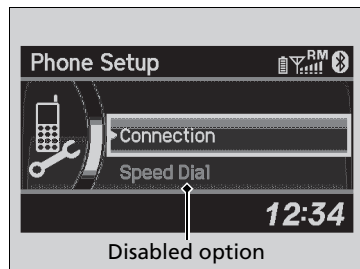 Phone Setup RM
Connection
Speed Dial
12:34
Disabled option